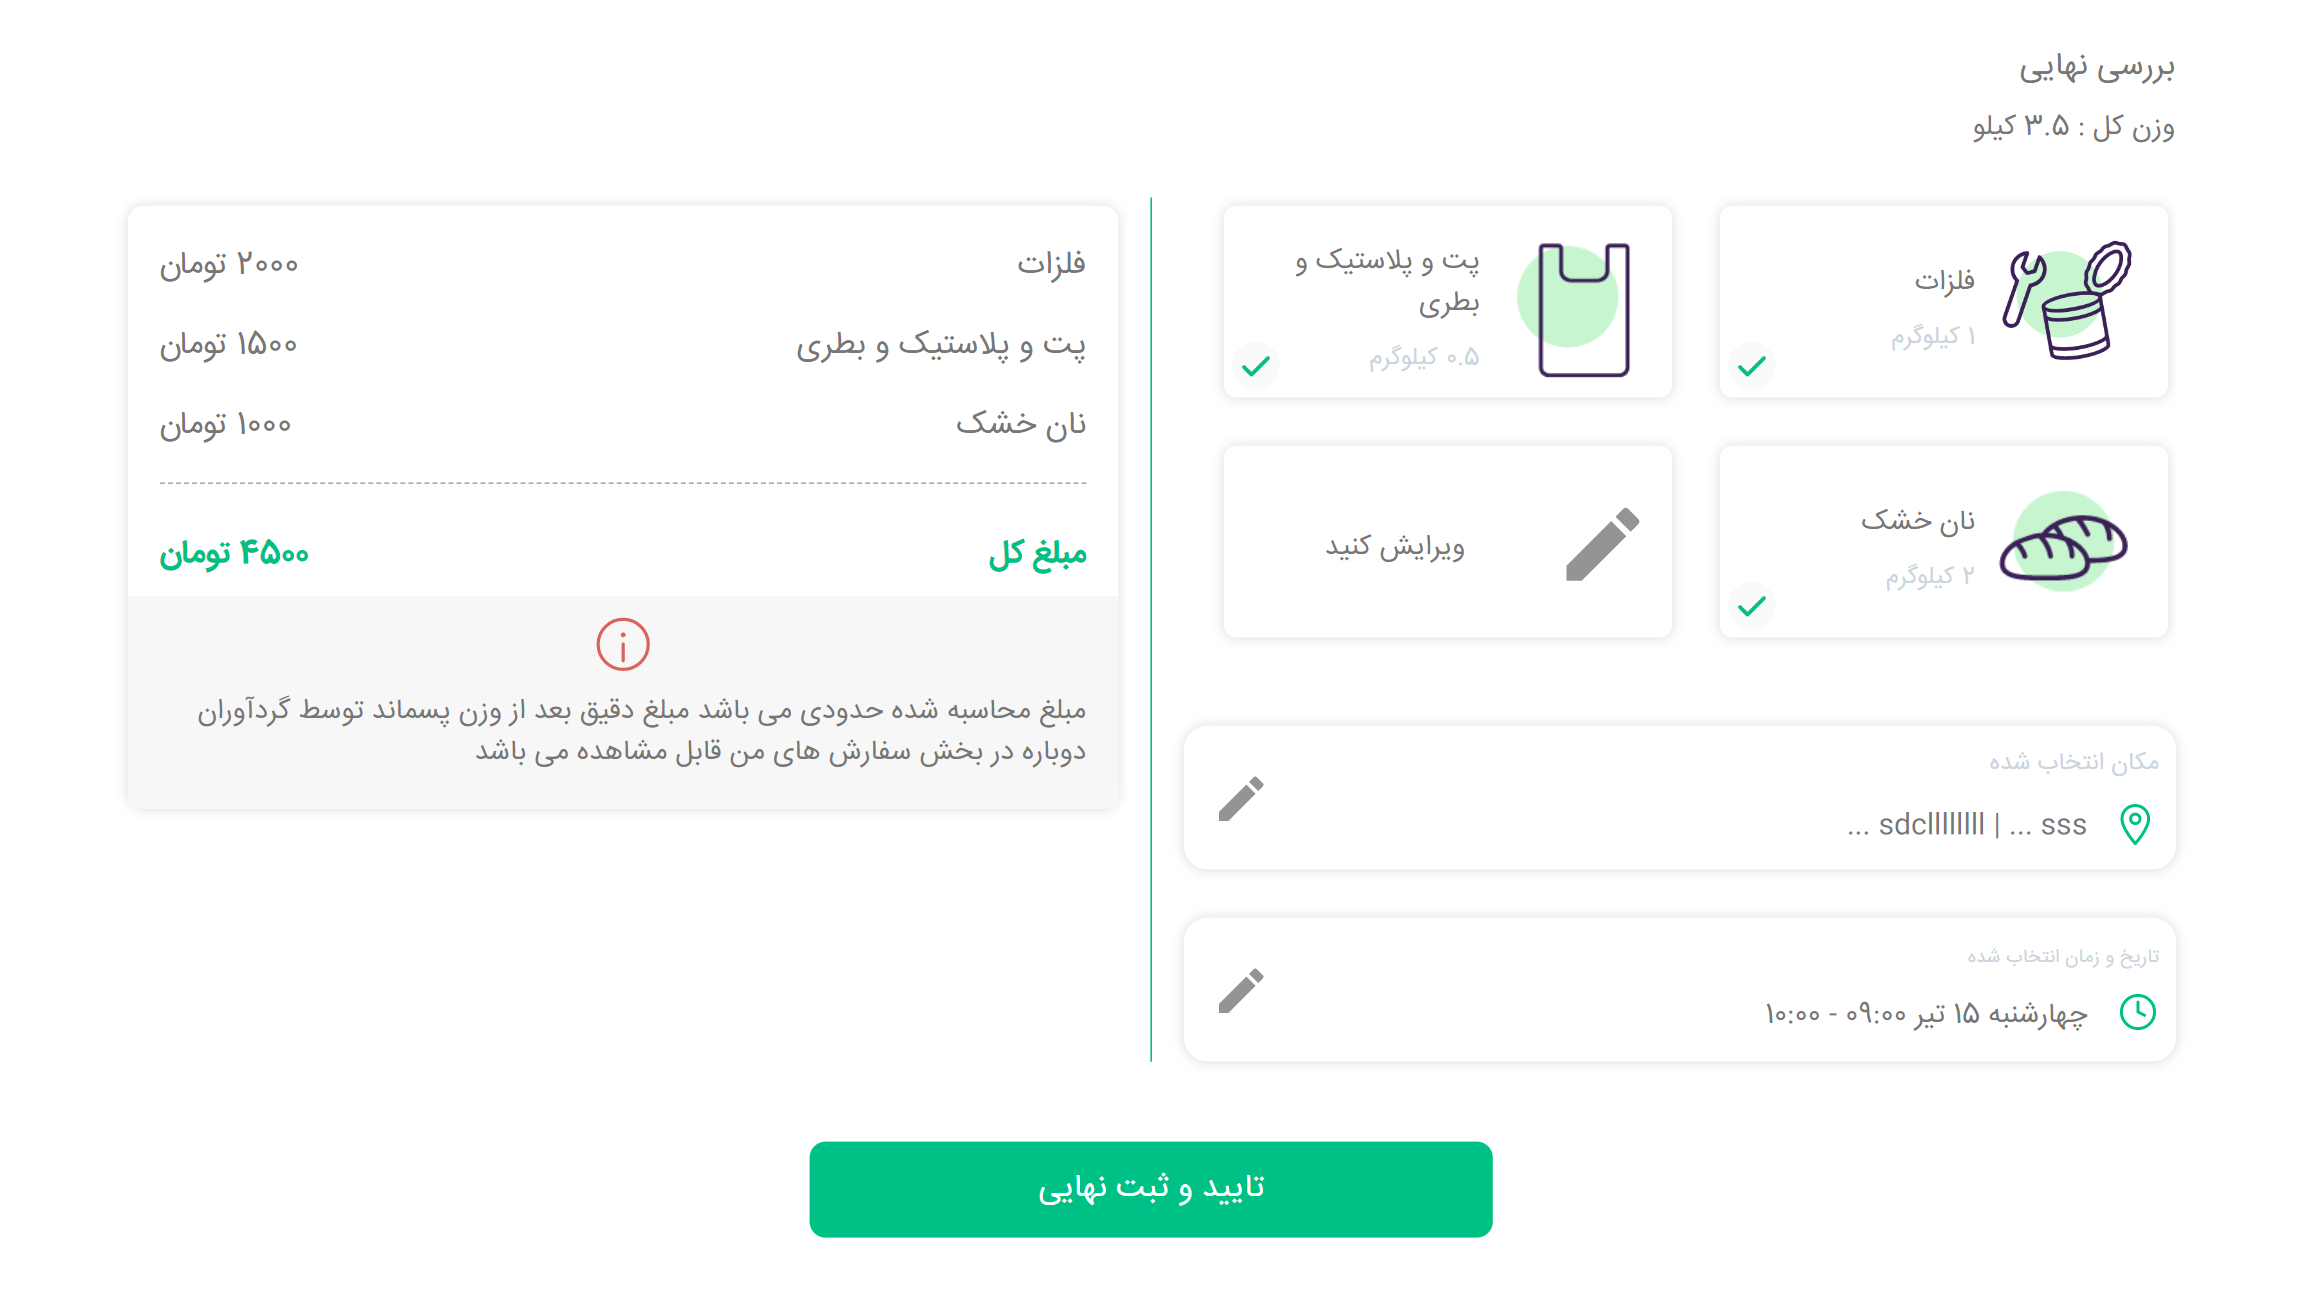 بررسی نهایی
وزن کل : ۳.۵ کیلو
فلزات
۱ کیلوگرم
پت و پلاستیک و
بطری
۰.۵ کیلوگرم
نان خشک
۲ کیلوگرم
ویرایش کنید
مکان انتخاب شده
sss ... | sdcllllllll ...
تاریخ و زمان انتخاب شده
چهارشنبه ۱۵ تیر ۰۹:۰۰ - ۱۰:۰۰
فلزات ۲۰۰۰ تومان
پت و پلاستیک و بطری ۱۵۰۰ تومان
نان خشک ۱۰۰۰ تومان
مبلغ کل ۴۵۰۰ تومان
مبلغ محاسبه شده حدودی می باشد مبلغ دقیق بعد از وزن پسماند توسط گردآوران
دوباره در بخش سفارش های من قابل مشاهده می باشد
تایید و ثبت نهایی